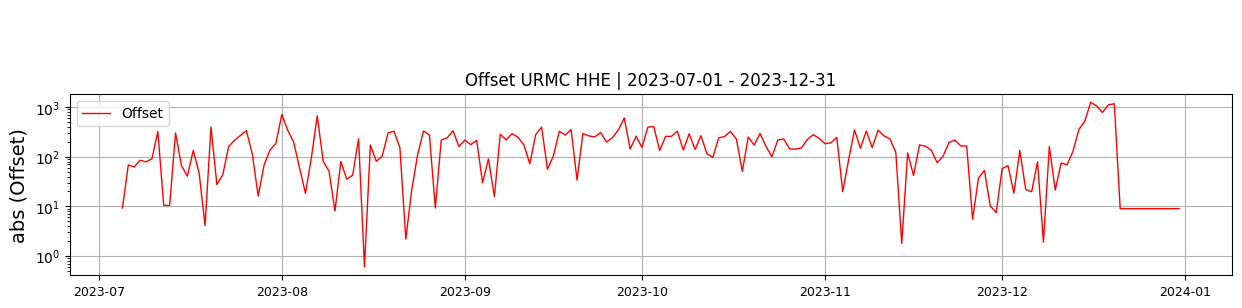 Offset URMC HHE | 2023-07-01 - 2023-12-31
Offset
abs (Offset)
10³
10²
10¹
10⁰
2023-07 2023-08 2023-09 2023-10 2023-11 2023-12 2024-01